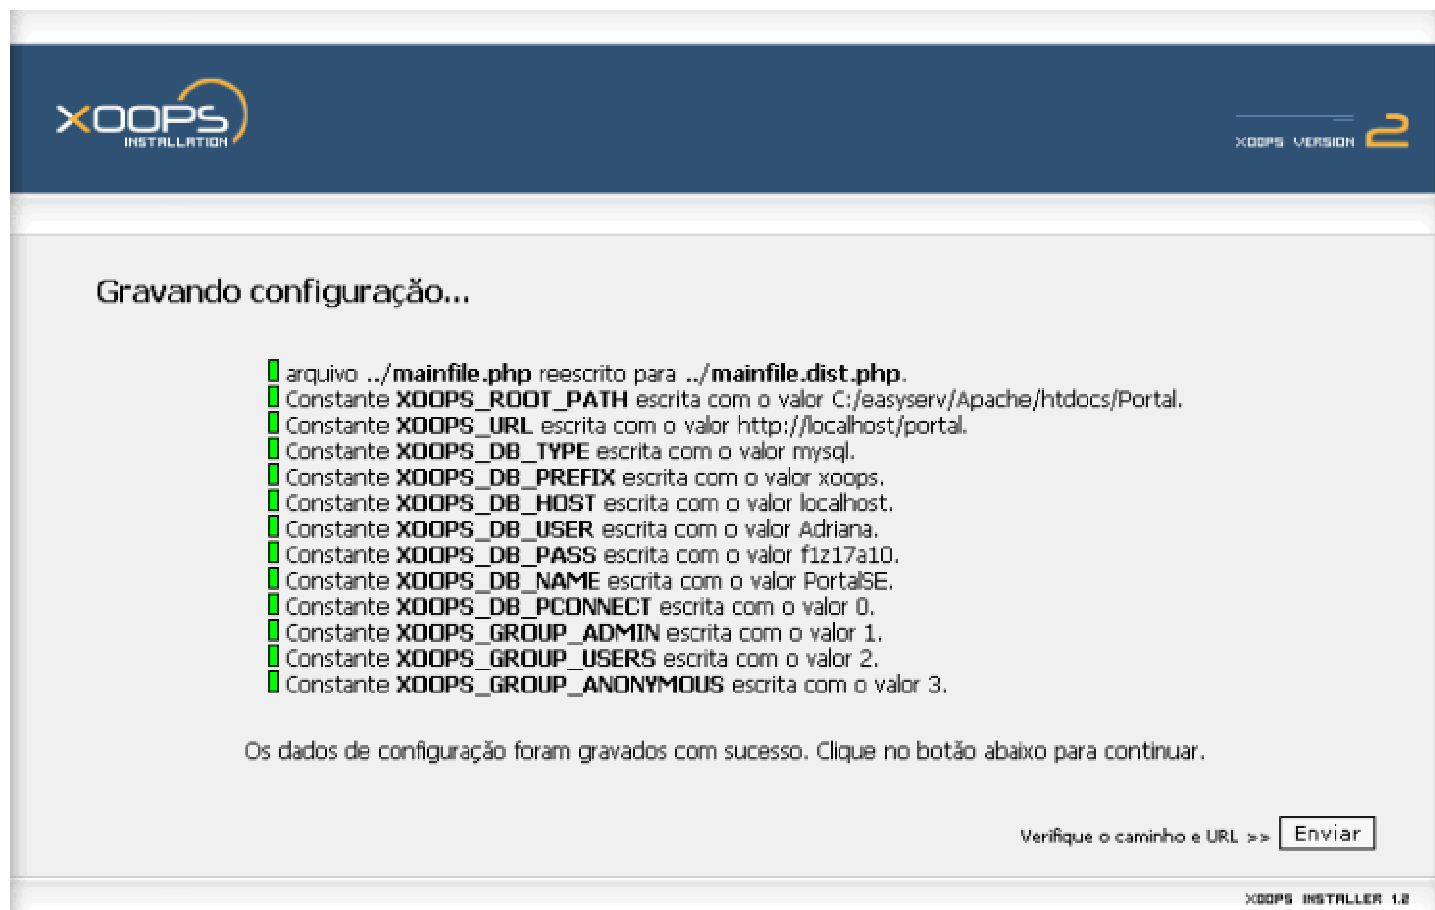 XOOPS
INSTALLATION
XOOPS VERSION 2
Gravando configuração...
arquivo ../mainfile.php reescrito para ../mainfile.dist.php.
Constante XOOPS_ROOT_PATH escrita com o valor C:/easyserv/Apache/htdocs/Portal.
Constante XOOPS_URL escrita com o valor http://localhost/portal.
Constante XOOPS_DB_TYPE escrita com o valor mysql.
Constante XOOPS_DB_PREFIX escrita com o valor xoops.
Constante XOOPS_DB_HOST escrita com o valor localhost.
Constante XOOPS_DB_USER escrita com o valor Adriana.
Constante XOOPS_DB_PASS escrita com o valor f1z17a10.
Constante XOOPS_DB_NAME escrita com o valor PortalSE.
Constante XOOPS_DB_PCONNECT escrita com o valor 0.
Constante XOOPS_GROUP_ADMIN escrita com o valor 1.
Constante XOOPS_GROUP_USERS escrita com o valor 2.
Constante XOOPS_GROUP_ANONYMOUS escrita com o valor 3.
Os dados de configuração foram gravados com sucesso. Clique no botão abaixo para continuar.
Verifique o caminho e URL >> Enviar
XOOPS INSTALLER 1.2